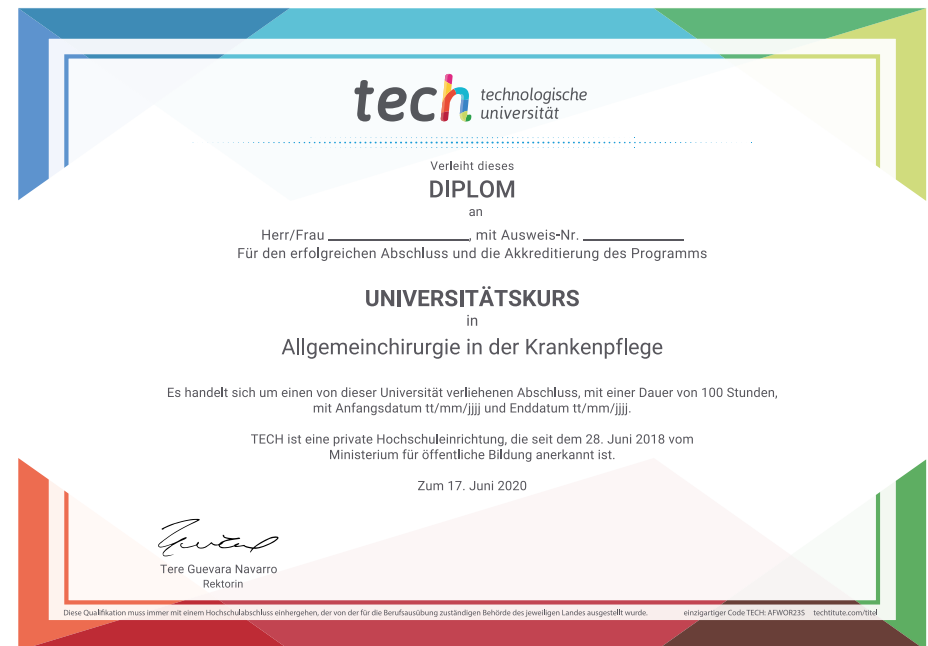 tech technologische
universität
Verleiht dieses
DIPLOM
an
Herr/Frau ____________________, mit Ausweis-Nr. ______________
Für den erfolgreichen Abschluss und die Akkreditierung des Programms
UNIVERSITÄTSKURS
in
Allgemeinchirurgie in der Krankenpflege
Es handelt sich um einen von dieser Universität verliehenen Abschluss, mit einer Dauer von 100 Stunden,
mit Anfangsdatum tt/mm/jjjj und Enddatum tt/mm/jjjj.
TECH ist eine private Hochschuleinrichtung, die seit dem 28. Juni 2018 vom
Ministerium für öffentliche Bildung anerkannt ist.
Zum 17. Juni 2020
Tere Guevara Navarro
Rektorin
Diese Qualifikation muss immer mit einem Hochschulabschluss einhergehen, der von der für die Berufsausübung zuständigen Behörde des jeweiligen Landes ausgestellt wurde. einzigartiger Code TECH: AFWOR23S techtitute.com/titel